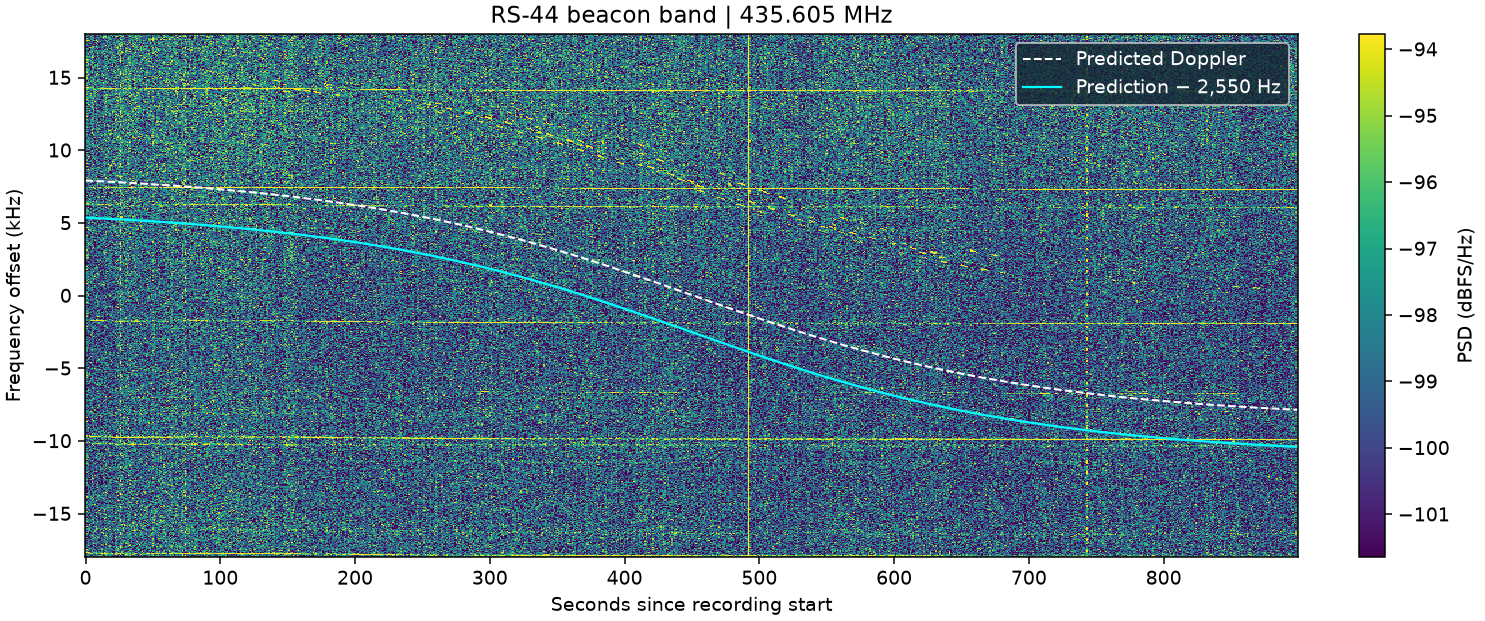 RS-44 beacon band | 435.605 MHz
Predicted Doppler
Prediction − 2,550 Hz
Frequency offset (kHz)
15
10
5
0
−5
−10
−15
0 100 200 300 400 500 600 700 800
Seconds since recording start
−94
−95
−96
−97
−98
−99
−100
−101
PSD (dBFS/Hz)